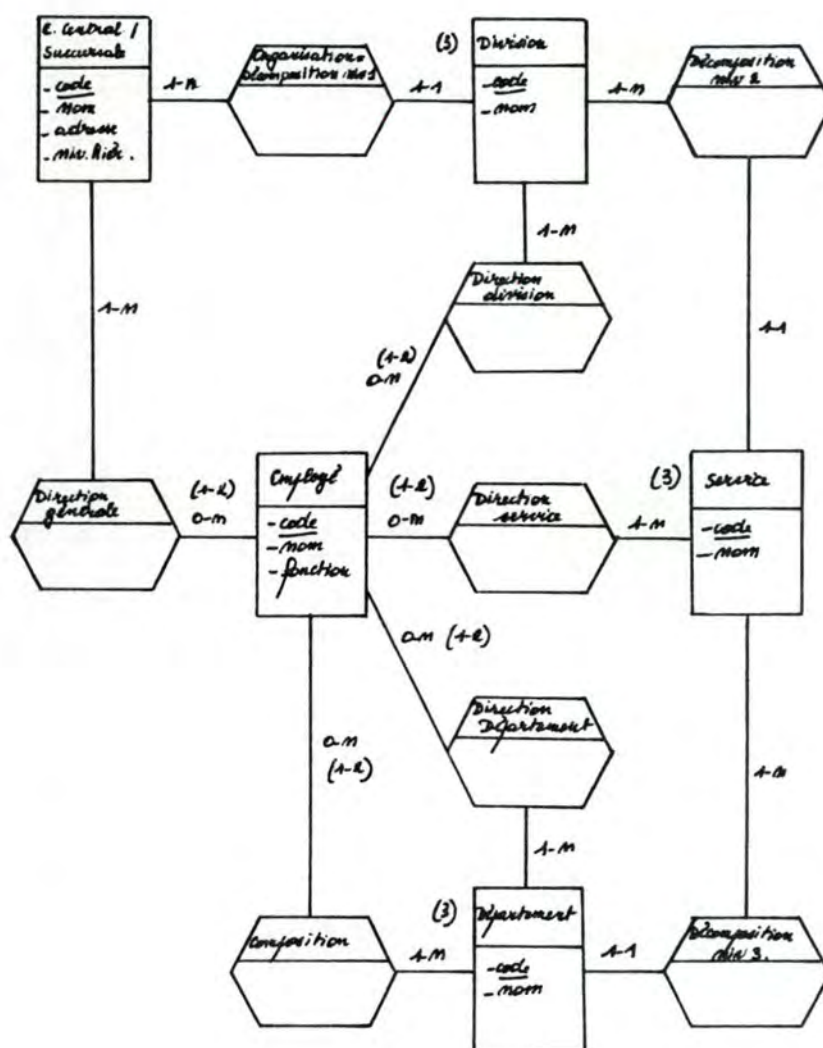 C. Central /
Succursale
- code
- nom
- adresse
- niv. hiér.
1-n
Organisation=
décomposition niv 1
1-1
(3)
Division
- code
- nom
1-n
Décomposition
niv 2
1-n
1-n
Direction
division
(1-2)
0-n
1-1
Direction
générale
(1-2)
0-n
Employé
- code
- nom
- fonction
(1-2)
0-n
Direction
service
1-n
(3)
Service
- code
- nom
0-n (1-2)
0-n
(1-2)
Direction
Département
1-n
1-n
Composition
1-n
(3)
Département
- code
- nom
1-1
Décomposition
niv 3.